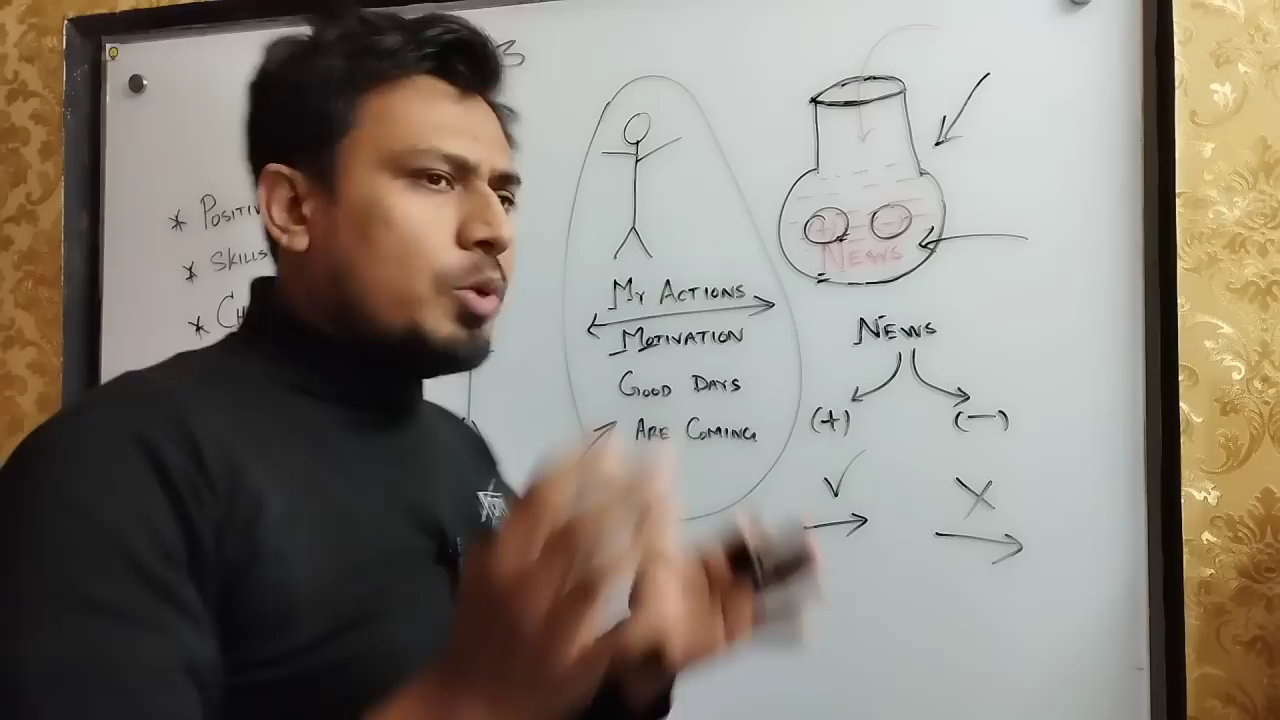 * POSITIV
* SKILLS
* CH
MY ACTIONS
MOTIVATION
GOOD DAYS
ARE COMING
NEWS
NEWS
(+) (-)
✓ X